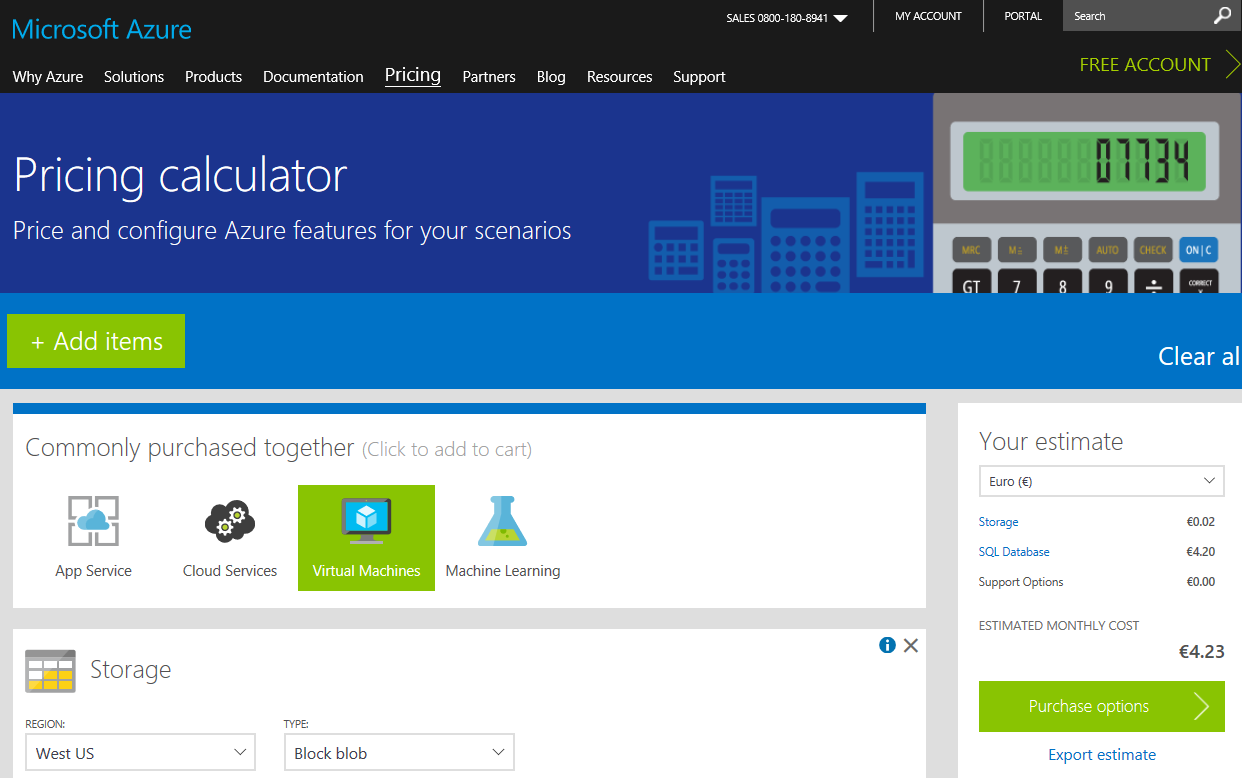 SALES 0800-180-8941
MY ACCOUNT
PORTAL
Search
Microsoft Azure
FREE ACCOUNT
Why Azure Solutions Products Documentation Pricing Partners Blog Resources Support
Pricing calculator
Price and configure Azure features for your scenarios
07734
MRC M± M± AUTO CHECK ON|C
GT 7 8 9 ÷ CORRECT
+ Add items
Clear al
Commonly purchased together (Click to add to cart)
App Service
Cloud Services
Virtual Machines
Machine Learning
Storage
REGION:
West US
TYPE:
Block blob
Your estimate
Euro (€)
Storage €0.02
SQL Database €4.20
Support Options €0.00
ESTIMATED MONTHLY COST
€4.23
Purchase options
Export estimate